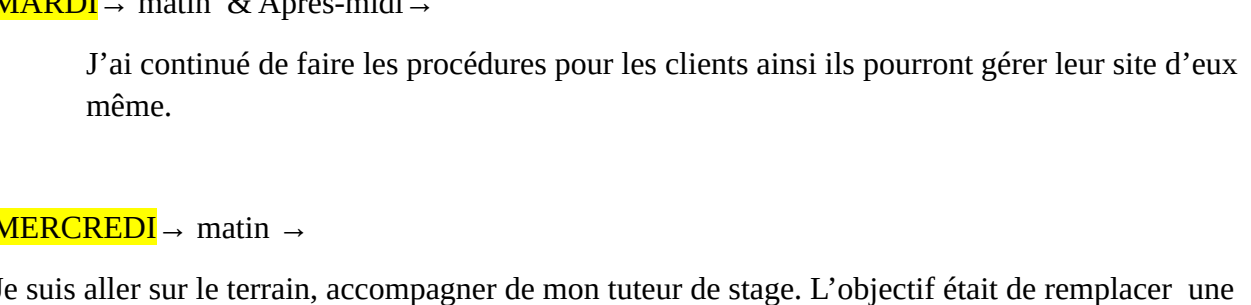 MARDI→ matin & Après-midi→
J’ai continué de faire les procédures pour les clients ainsi ils pourront gérer leur site d’eux
même.
MERCREDI→ matin →
Je suis aller sur le terrain, accompagner de mon tuteur de stage. L’objectif était de remplacer une